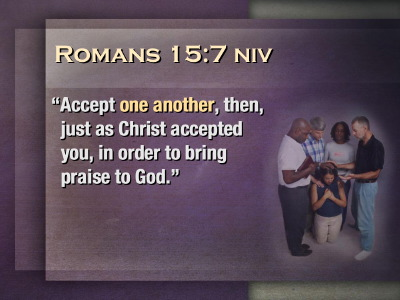 Romans 15:7 NIV
“Accept one another, then,
just as Christ accepted
you, in order to bring
praise to God.”